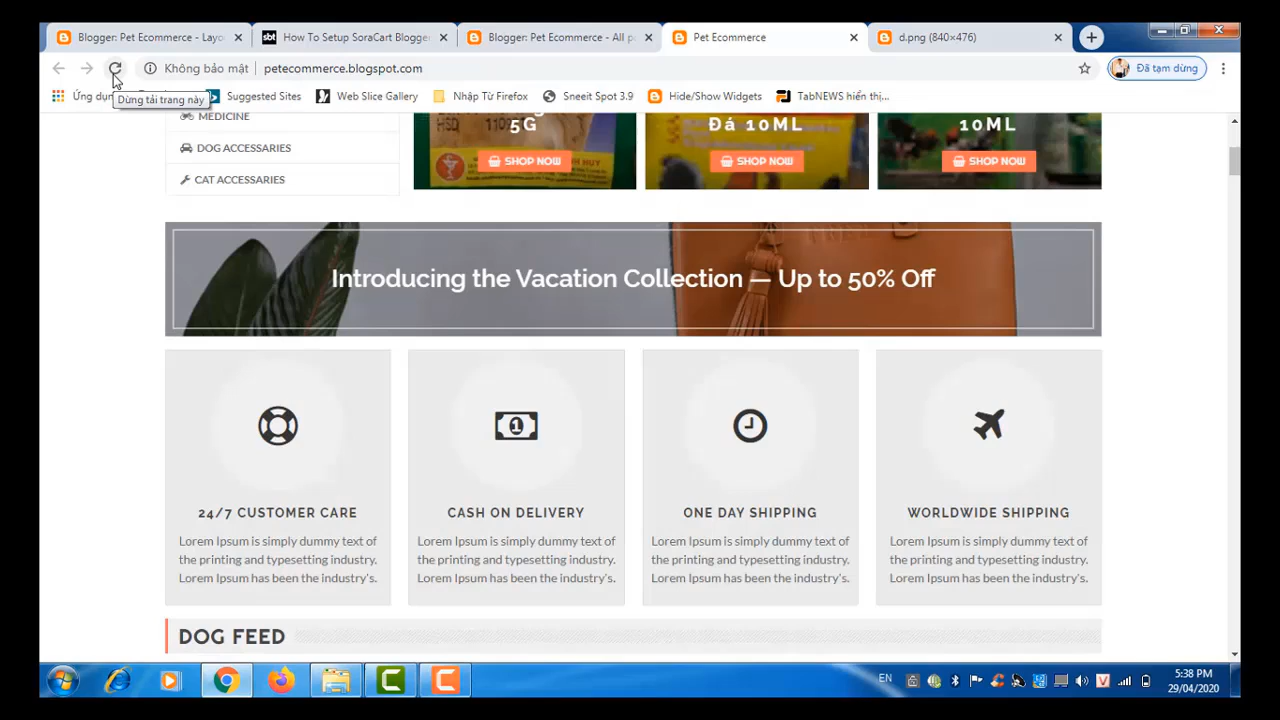 Blogger: Pet Ecommerce - Layo
sbt How To Setup SoraCart Blogger
Blogger: Pet Ecommerce - All p
Pet Ecommerce
d.png (840×476)
Không bảo mật petecommerce.blogspot.com
Đã tạm dừng
Ứng dụn
Suggested Sites
Web Slice Gallery
Nhập Từ Firefox
Sneeit Spot 3.9
Hide/Show Widgets
TabNEWS hiển thị...
Dừng tải trang này
MEDICINE
DOG ACCESSARIES
CAT ACCESSARIES
5G
SHOP NOW
Đá 10ML
SHOP NOW
10ML
SHOP NOW
Introducing the Vacation Collection — Up to 50% Off
24/7 CUSTOMER CARE
Lorem Ipsum is simply dummy text of
the printing and typesetting industry.
Lorem Ipsum has been the industry's.
1
CASH ON DELIVERY
Lorem Ipsum is simply dummy text of
the printing and typesetting industry.
Lorem Ipsum has been the industry's.
ONE DAY SHIPPING
Lorem Ipsum is simply dummy text of
the printing and typesetting industry.
Lorem Ipsum has been the industry's.
WORLDWIDE SHIPPING
Lorem Ipsum is simply dummy text of
the printing and typesetting industry.
Lorem Ipsum has been the industry's.
DOG FEED
EN
V
5:38 PM
29/04/2020